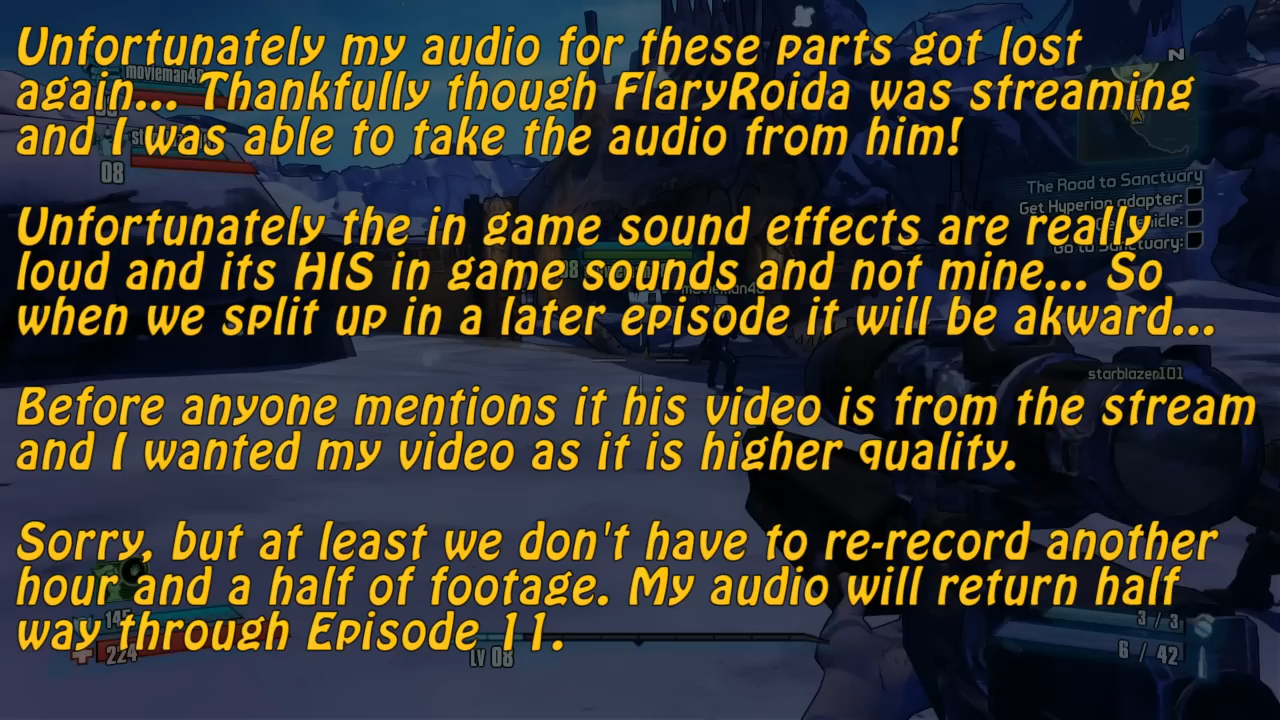 Unfortunately my audio for these parts got lost
again... Thankfully though FlaryRoida was streaming
and I was able to take the audio from him!
Unfortunately the in game sound effects are really
loud and its HIS in game sounds and not mine... So
when we split up in a later episode it will be akward...
Before anyone mentions it his video is from the stream
and I wanted my video as it is higher quality.
Sorry, but at least we don't have to re-record another
hour and a half of footage. My audio will return half
way through Episode 11.
N
08
The Road to Sanctuary
Get Hyperion adapter:
Go to Sanctuary:
starblazer101
224
LV 08
3 / 3
6 / 42